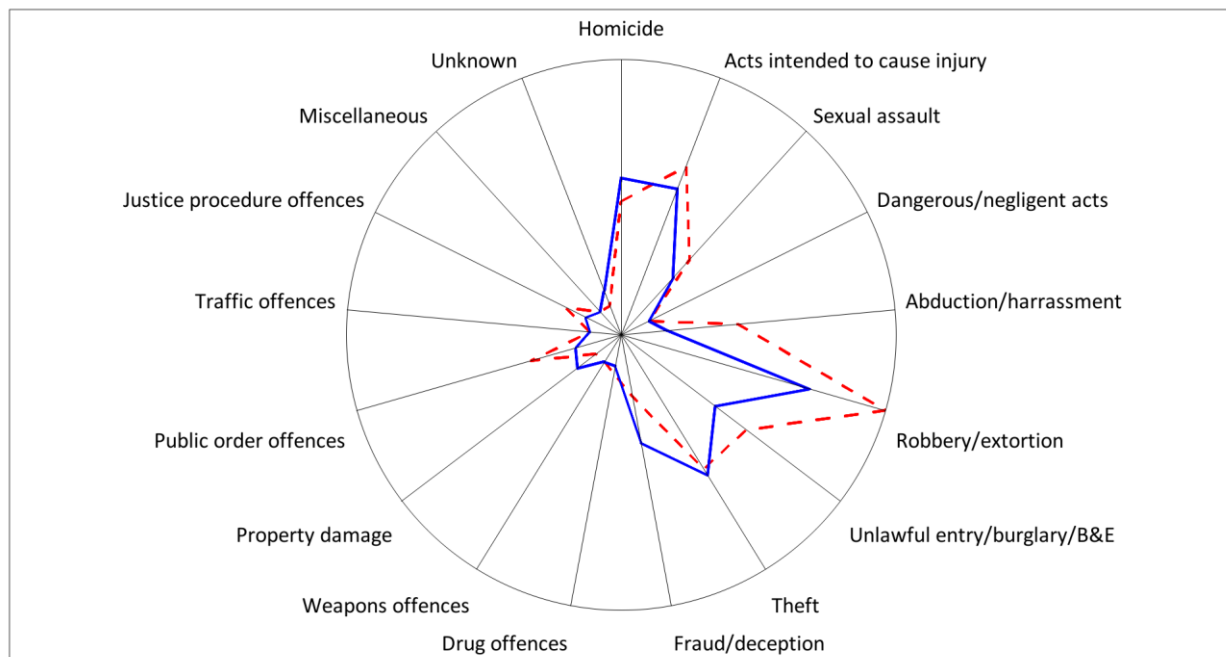 Homicide
Acts intended to cause injury
Sexual assault
Dangerous/negligent acts
Abduction/harrassment
Robbery/extortion
Unlawful entry/burglary/B&E
Theft
Fraud/deception
Drug offences
Weapons offences
Property damage
Public order offences
Traffic offences
Justice procedure offences
Miscellaneous
Unknown